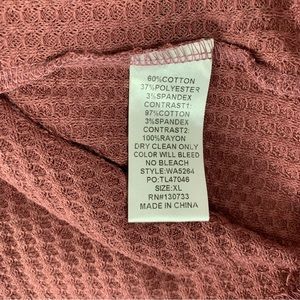 60%COTTON
37%POLYESTER
3%SPANDEX
CONTRAST1:
97%COTTON
3%SPANDEX
CONTRAST2:
100%RAYON
DRY CLEAN ONLY
COLOR WILL BLEED
NO BLEACH
STYLE:WA5264
PO:TL47046
SIZE:XL
RN#130733
MADE IN CHINA